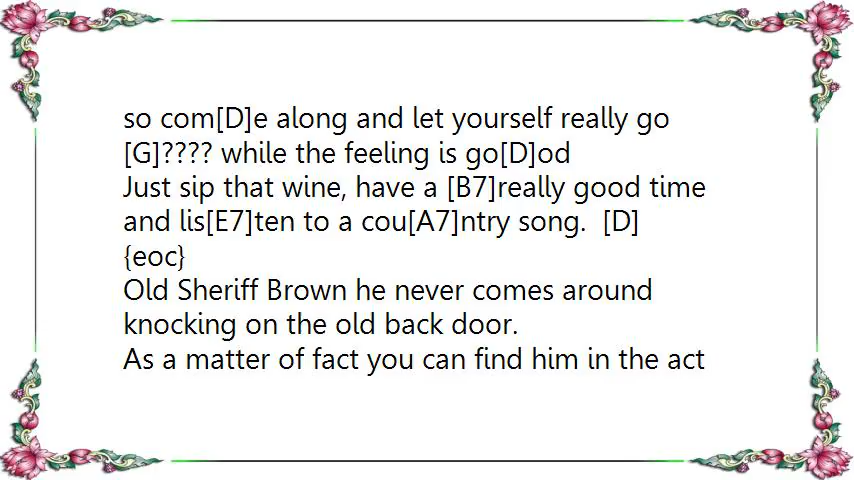 so com[D]e along and let yourself really go
[G]???? while the feeling is go[D]od
Just sip that wine, have a [B7]really good time
and lis[E7]ten to a cou[A7]ntry song.  [D]
{eoc}
Old Sheriff Brown he never comes around
knocking on the old back door.
As a matter of fact you can find him in the act